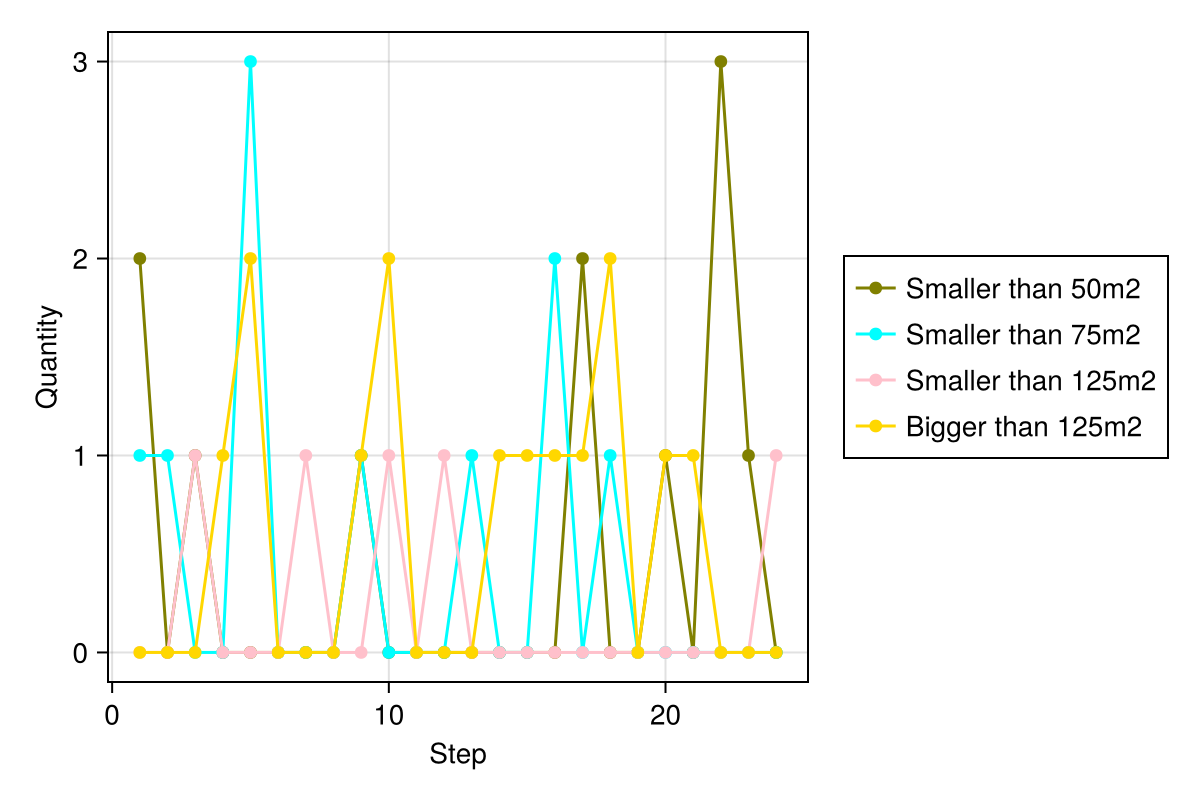 3
2
1
0
Quantity
0
10
20
Step
Smaller than 50m2
Smaller than 75m2
Smaller than 125m2
Bigger than 125m2